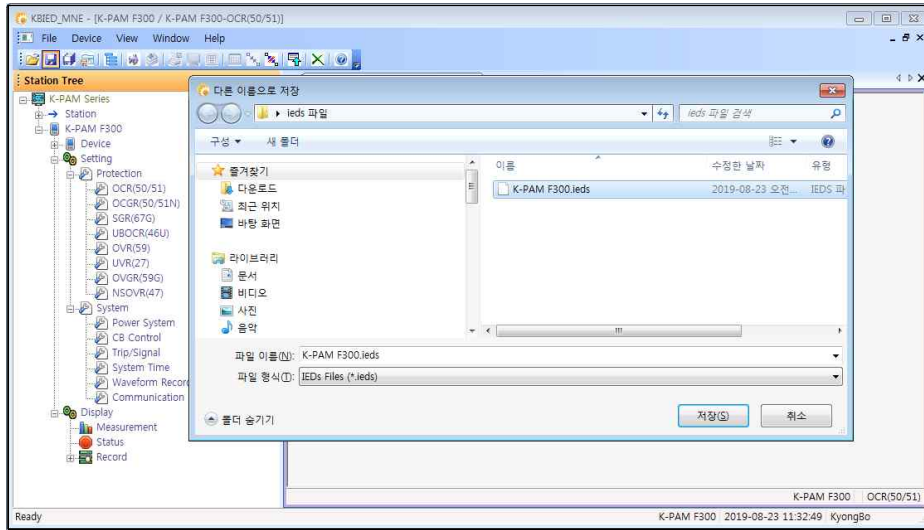 KBIED_MNE - [K-PAM F300 / K-PAM F300-OCR(50/51)]
File Device View Window Help
Station Tree
K-PAM Series
Station
K-PAM F300
Device
Setting
Protection
OCR(50/51)
OCGR(50/51N)
SGR(67G)
UBOCR(46U)
OVR(59)
UVR(27)
OVGR(59G)
NSOVR(47)
System
Power System
CB Control
Trip/Signal
System Time
Waveform Recor
Communication
Display
Measurement
Status
Record
다른 이름으로 저장
ieds 파일
ieds 파일 검색
구성 새 폴더
즐겨찾기
다운로드
최근 위치
바탕 화면
라이브러리
문서
비디오
사진
음악
이름 수정한 날짜 유형
K-PAM F300.ieds 2019-08-23 오전... IEDS 파
파일 이름(N): K-PAM F300.ieds
파일 형식(T): IEDs Files (*.ieds)
폴더 숨기기
저장(S) 취소
K-PAM F300 OCR(50/51)
Ready K-PAM F300 2019-08-23 11:32:49 KyongBo